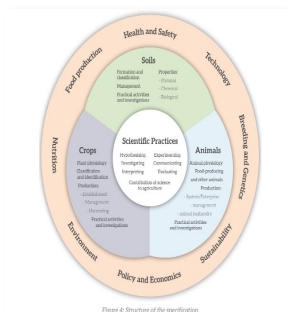 Health and Safety
Food production
Technology
Nutrition
Breeding and Genetics
Environment
Sustainability
Policy and Economics
Soils
Formation and
classification
Management
Practical activities
and investigations
Properties
- Physical
- Chemical
- Biological
Scientific Practices
Hypothesising
Experimenting
Investigating
Communicating
Interpreting
Evaluating
Contribution of science
to agriculture
Crops
Plant physiology
Classification
and identification
Production
- Establishment
- Management
- Harvesting
Practical activities
and investigations
Animals
Animal physiology
Food-producing
and other animals
Production
- System/Enterprise
- management
- animal husbandry
Practical activities
and investigations
Figure 4: Structure of the specification